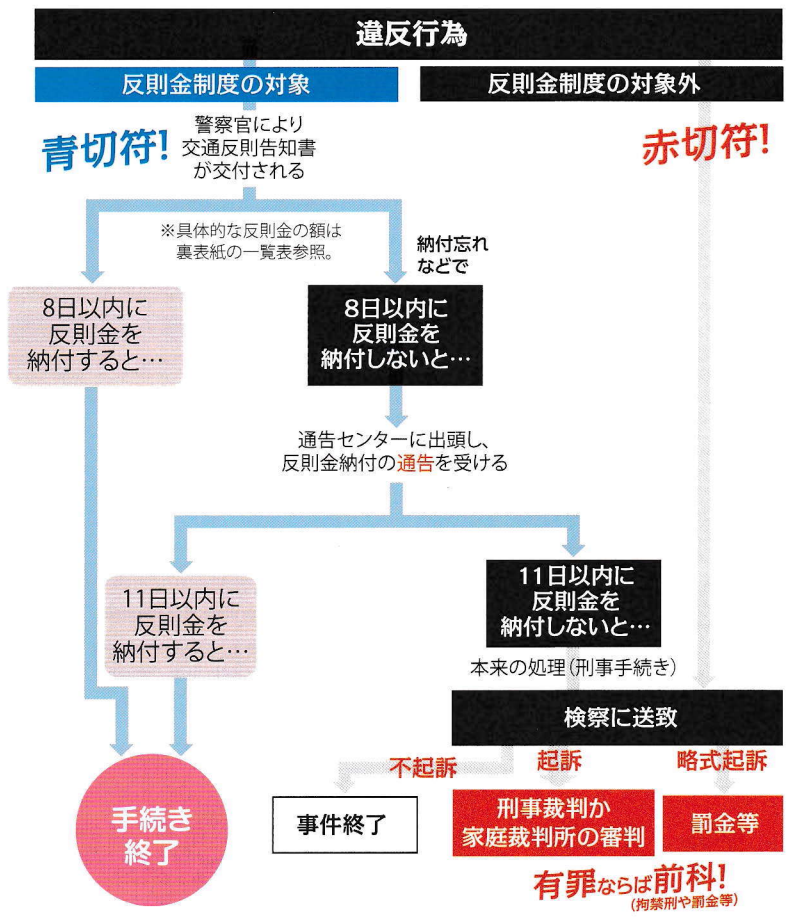 違反行為
反則金制度の対象
反則金制度の対象外
青切符!
警察官により
交通反則告知書
が交付される
赤切符!
※具体的な反則金の額は
裏表紙の一覧表参照。
納付忘れ
などで
8日以内に
反則金を
納付すると…
8日以内に
反則金を
納付しないと…
通告センターに出頭し、
反則金納付の通告を受ける
11日以内に
反則金を
納付すると…
11日以内に
反則金を
納付しないと…
本来の処理(刑事手続き)
検察に送致
不起訴
起訴
略式起訴
手続き
終了
事件終了
刑事裁判か
家庭裁判所の審判
罰金等
有罪ならば前科!
(拘禁刑や罰金等)